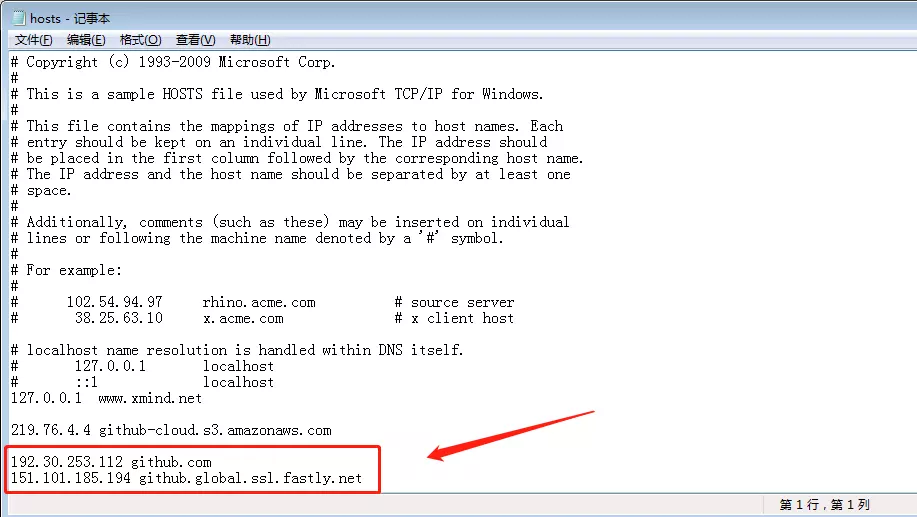 hosts - 记事本
文件(F) 编辑(E) 格式(O) 查看(V) 帮助(H)
# Copyright (c) 1993-2009 Microsoft Corp.
#
# This is a sample HOSTS file used by Microsoft TCP/IP for Windows.
#
# This file contains the mappings of IP addresses to host names. Each
# entry should be kept on an individual line. The IP address should
# be placed in the first column followed by the corresponding host name.
# The IP address and the host name should be separated by at least one
# space.
#
# Additionally, comments (such as these) may be inserted on individual
# lines or following the machine name denoted by a '#' symbol.
#
# For example:
#
#      102.54.94.97     rhino.acme.com          # source server
#       38.25.63.10     x.acme.com              # x client host
# localhost name resolution is handled within DNS itself.
#       127.0.0.1       localhost
#       ::1             localhost
127.0.0.1  www.xmind.net
219.76.4.4 github-cloud.s3.amazonaws.com
192.30.253.112 github.com
151.101.185.194 github.global.ssl.fastly.net
第 1 行，第 1 列